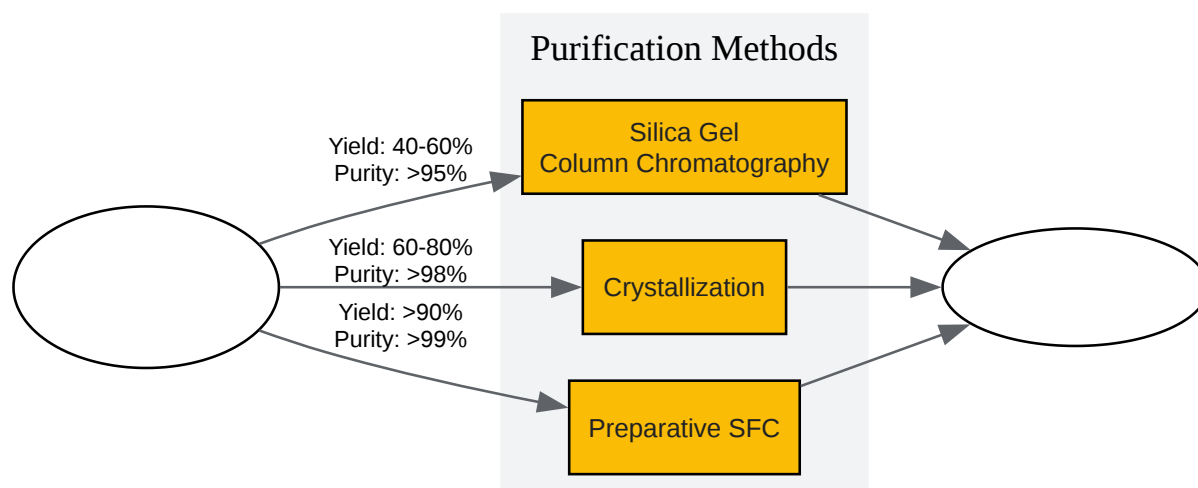 Purification Methods
Silica Gel
Column Chromatography
Yield: 40-60%
Purity: >95%
Yield: 60-80%
Purity: >98%
Crystallization
Yield: >90%
Purity: >99%
Preparative SFC